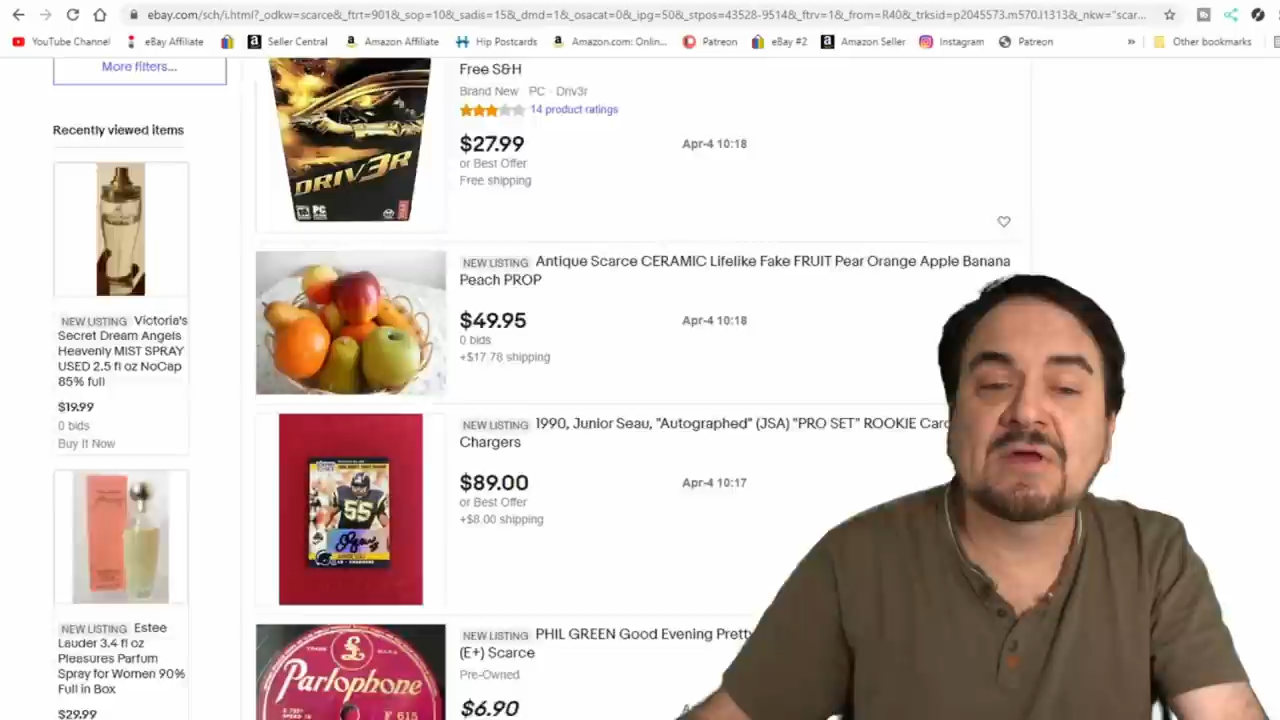 ebay.com/sch/i.html?_odkw=scarce&_ftrt=901&_sop=10&_sadis=15&_dmd=1&_osacat=0&_ipg=50&_stpos=43528-9514&_ftrv=1&_from=R40&_trksid=p2045573.m570.l1313&_nkw="scar...
YouTube Channel eBay Affiliate Seller Central Amazon Affiliate Hip Postcards Amazon.com: Onlin... Patreon eBay #2 Amazon Seller Instagram Patreon » Other bookmarks
More filters...
Recently viewed items
NEW LISTING Victoria's
Secret Dream Angels
Heavenly MIST SPRAY
USED 2.5 fl oz NoCap
85% full
$19.99
0 bids
Buy It Now
NEW LISTING Estee
Lauder 3.4 fl oz
Pleasures Parfum
Spray for Women 90%
Full in Box
$29.99
Free S&H
Brand New · PC · Driv3r
14 product ratings
$27.99
Apr-4 10:18
or Best Offer
Free shipping
DRIV3R
PC
NEW LISTING Antique Scarce CERAMIC Lifelike Fake FRUIT Pear Orange Apple Banana
Peach PROP
$49.95
Apr-4 10:18
0 bids
+$17.78 shipping
NEW LISTING 1990, Junior Seau, "Autographed" (JSA) "PRO SET" ROOKIE Card
Chargers
$89.00
Apr-4 10:17
or Best Offer
+$8.00 shipping
55
NEW LISTING PHIL GREEN Good Evening Pretty
(E+) Scarce
Pre-Owned
$6.90
Parlophone
F 615